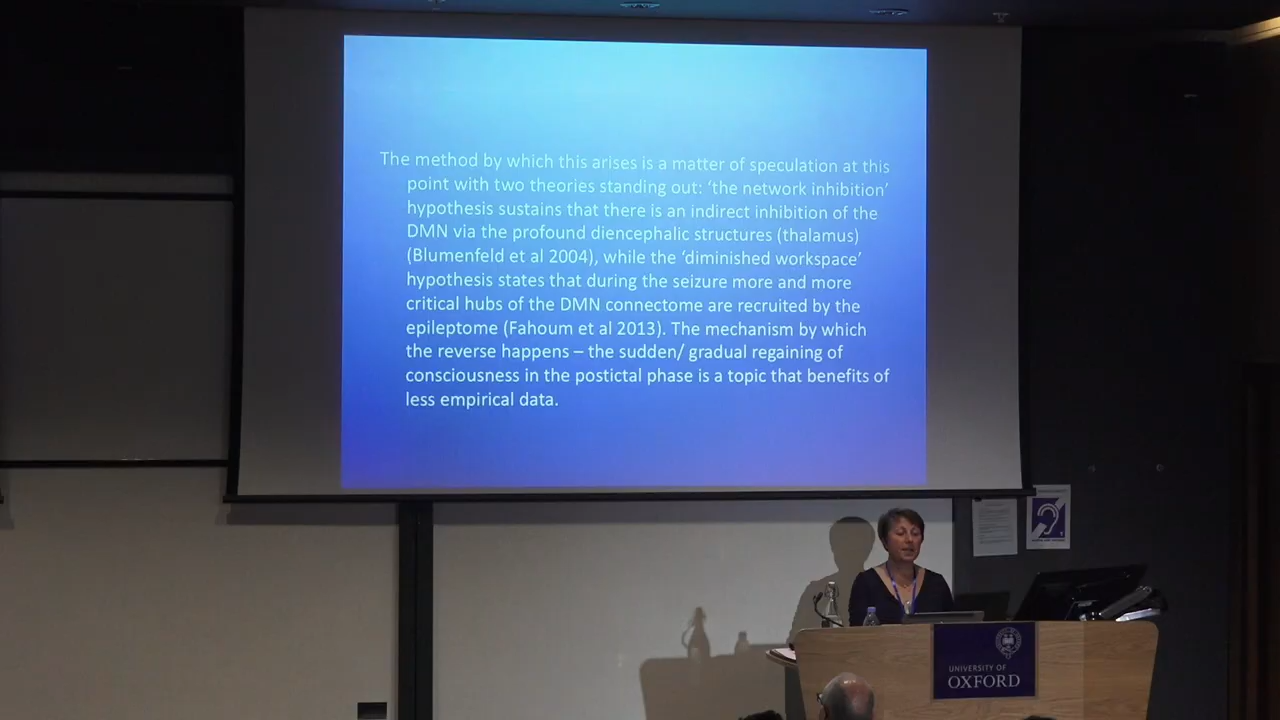 The method by which this arises is a matter of speculation at this
point with two theories standing out: ‘the network inhibition’
hypothesis sustains that there is an indirect inhibition of the
DMN via the profound diencephalic structures (thalamus)
(Blumenfeld et al 2004), while the ‘diminished workspace’
hypothesis states that during the seizure more and more
critical hubs of the DMN connectome are recruited by the
epileptome (Fahoum et al 2013). The mechanism by which
the reverse happens – the sudden/ gradual regaining of
consciousness in the postictal phase is a topic that benefits of
less empirical data.
UNIVERSITY OF
OXFORD